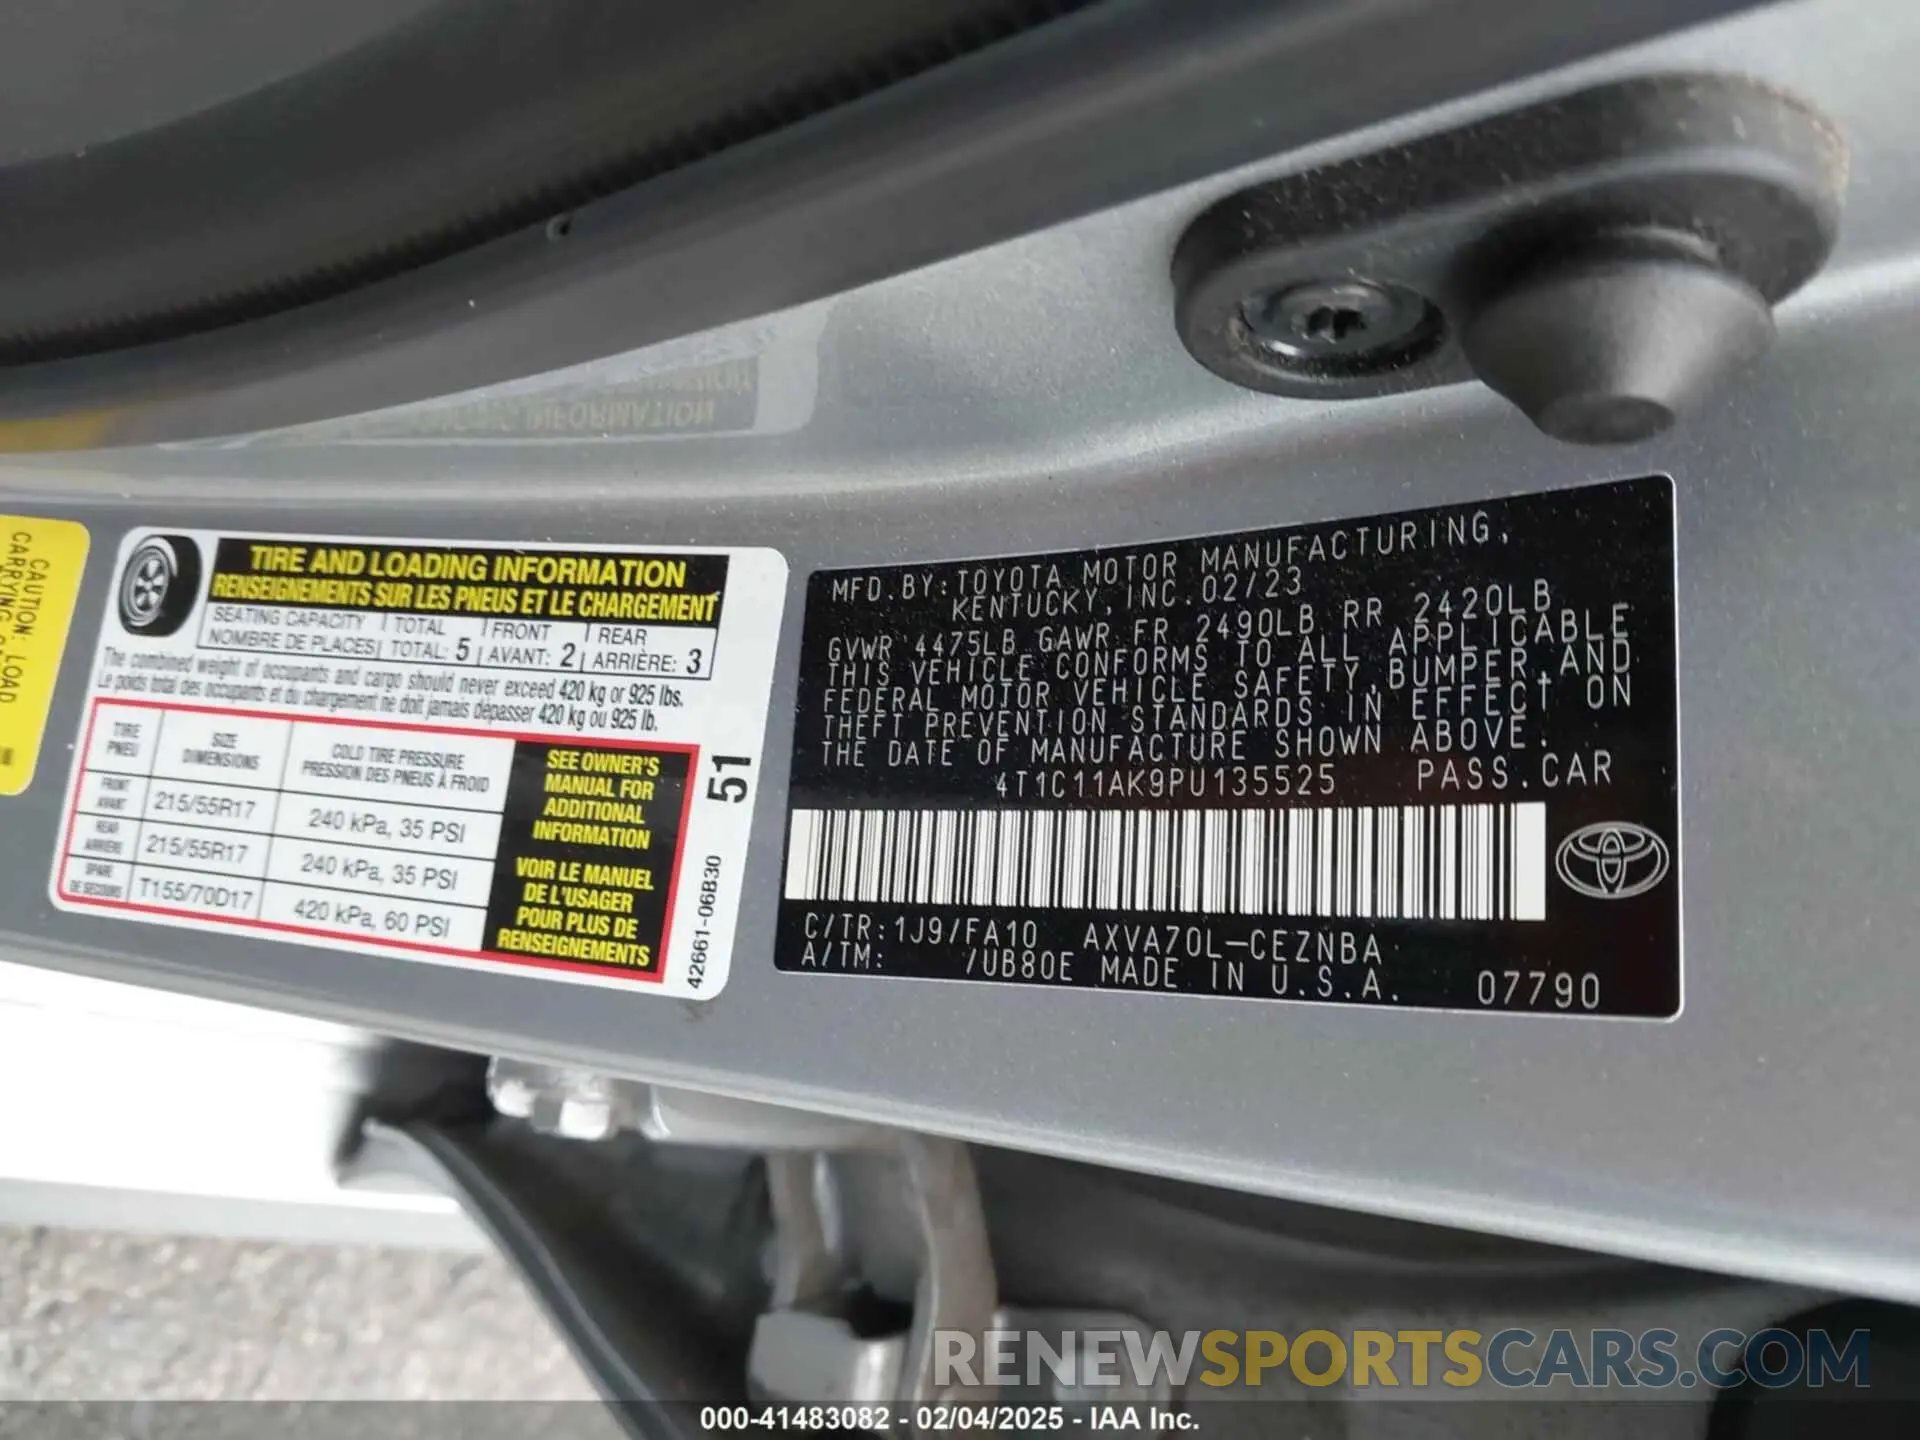 CAUTION: LOAD
TIRE AND LOADING INFORMATION
RENSEIGNEMENTS SUR LES PNEUS ET LE CHARGEMENT
SEATING CAPACITY TOTAL FRONT REAR
NOMBRE DE PLACES TOTAL: 5 AVANT: 2 ARRIÈRE: 3
The combined weight of occupants and cargo should never exceed 420 kg or 925 lbs.
Le poids total des occupants et du chargement ne doit jamais dépasser 420 kg ou 925 lb.
TIRE SIZE COLD TIRE PRESSURE
PNEU DIMENSIONS PRESSION DES PNEUS À FROID
FRONT
AVANT 215/55R17 240 kPa, 35 PSI
REAR
ARRIÈRE 215/55R17 240 kPa, 35 PSI
SPARE
DE SECOURS T155/70D17 420 kPa, 60 PSI
SEE OWNER'S
MANUAL FOR
ADDITIONAL
INFORMATION
VOIR LE MANUEL
DE L'USAGER
POUR PLUS DE
RENSEIGNEMENTS
51
42661-06B30
MFD.BY:TOYOTA MOTOR MANUFACTURING,
KENTUCKY,INC.02/23
GVWR 4475LB GAWR FR 2490LB RR 2420LB
THIS VEHICLE CONFORMS TO ALL APPLICABLE
FEDERAL MOTOR VEHICLE SAFETY,BUMPER,AND
THEFT PREVENTION STANDARDS IN EFFECT ON
THE DATE OF MANUFACTURE SHOWN ABOVE.
4T1C11AK9PU135525 PASS.CAR
C/TR:1J9/FA10 AXVA70L-CEZNBA
A/TM: /UB80E MADE IN U.S.A. 07790
RENEWSPORTSCARS.COM
000-41483082 - 02/04/2025 - IAA Inc.